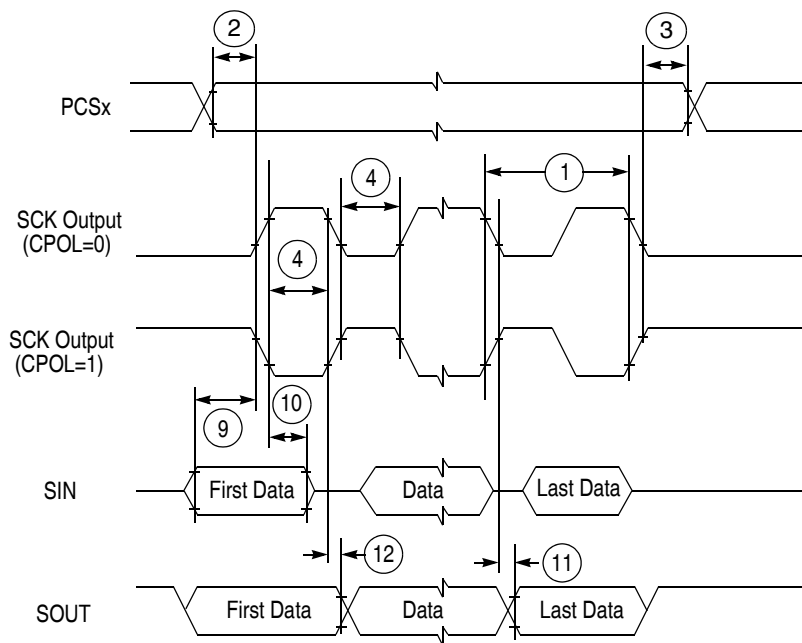 2
3
PCSx
4
1
SCK Output
(CPOL=0)
4
SCK Output
(CPOL=1)
9
10
SIN
First Data
Data
Last Data
12
11
SOUT
First Data
Data
Last Data